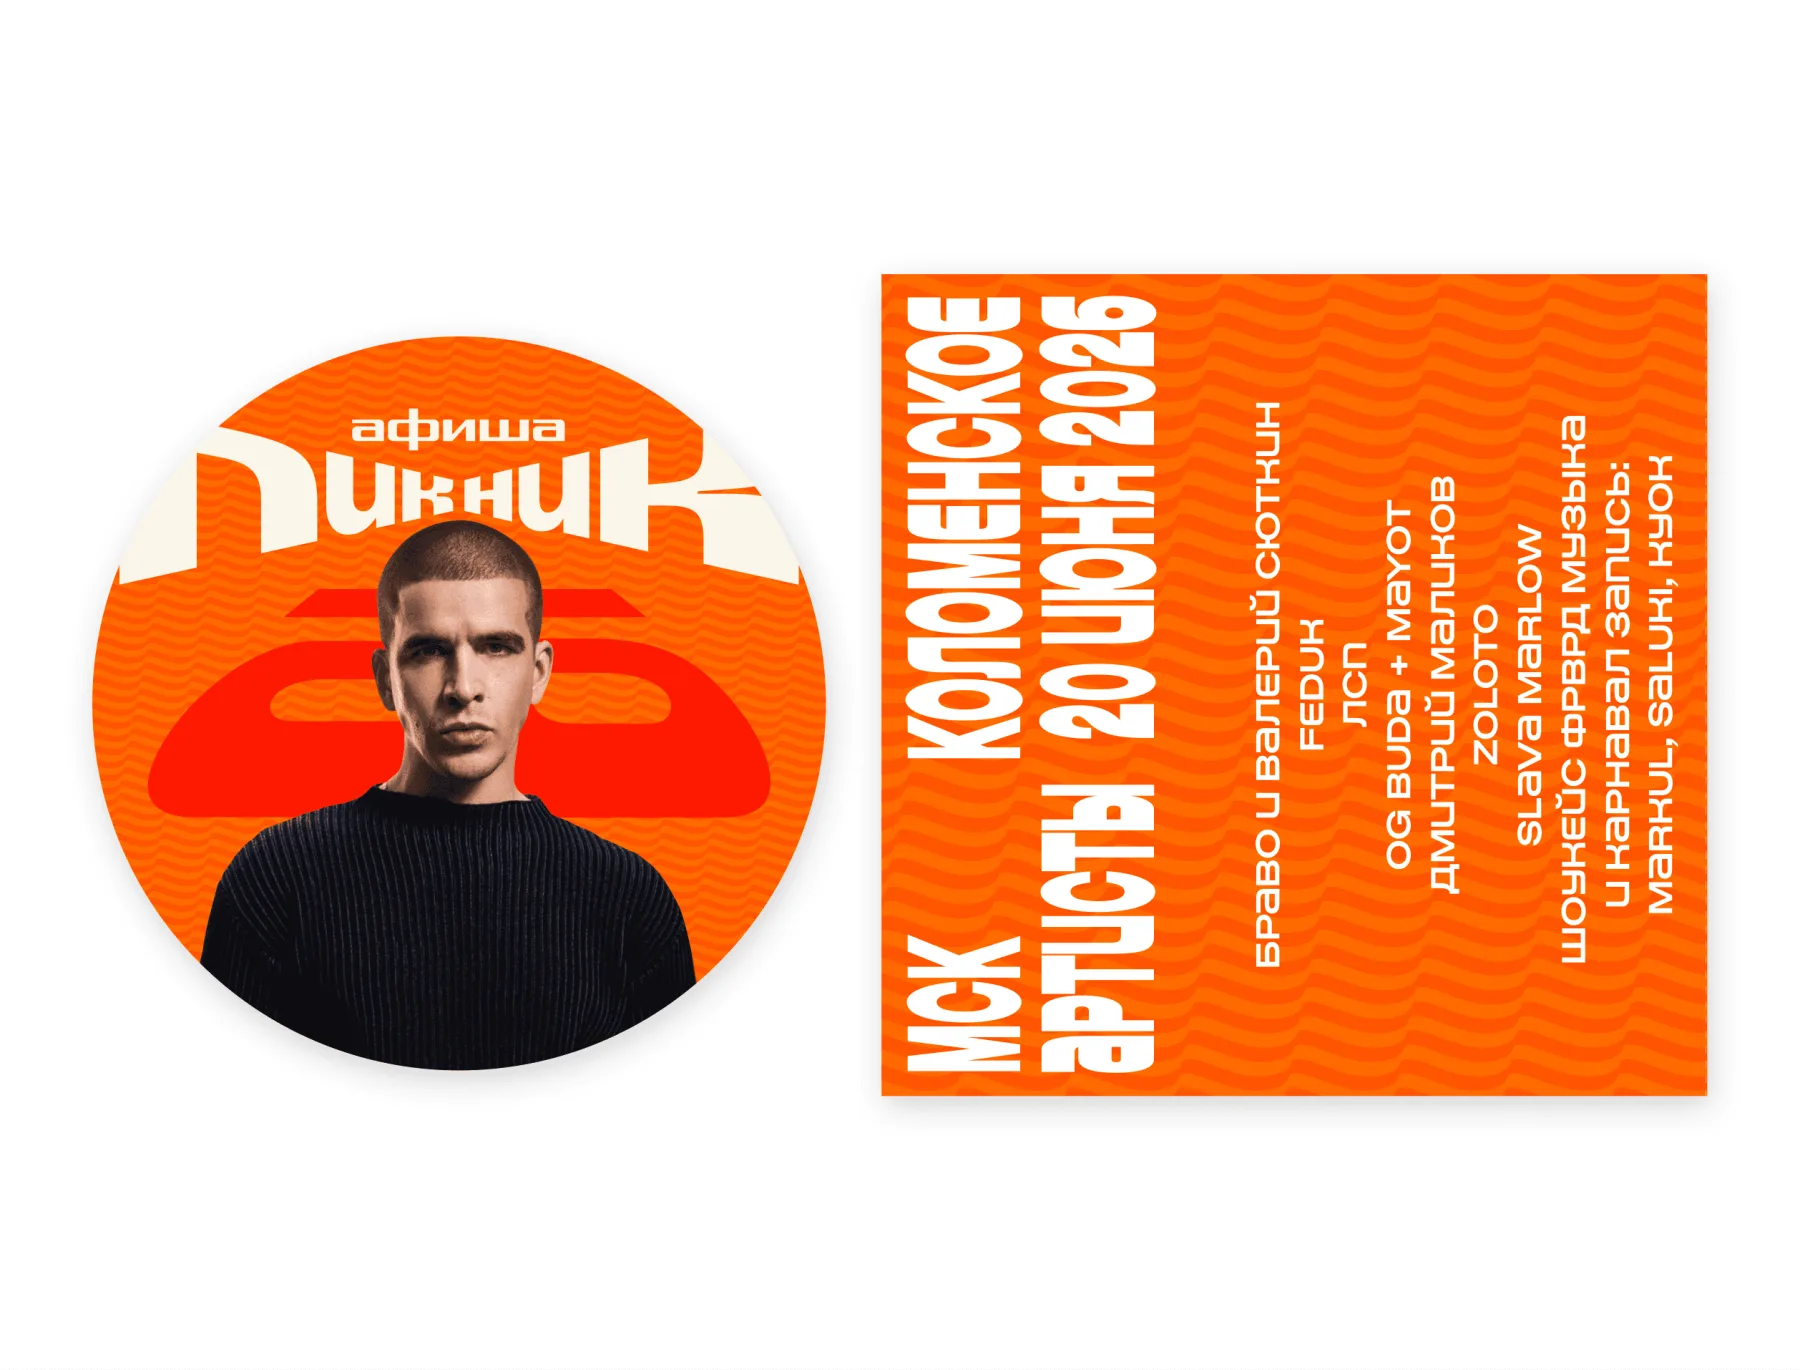 афиша
пикник
МСК КОЛОМЕНСКОЕ
аРТИСТЫ 20 ИЮНЯ 2026
БРаВО И ВаЛЕРИЙ СЮТКИН
FEDUK
ЛСП
OG BUDa + MaYOT
ДМИТРИЙ МаЛИКОВ
ZOLOTO
SLaVa MaRLOW
ШОУКЕЙС ФРВРД МУЗЫКа
И КаРНаВаЛ ЗаПИСЬ:
MaRKUL, SaLUKI, КУОК